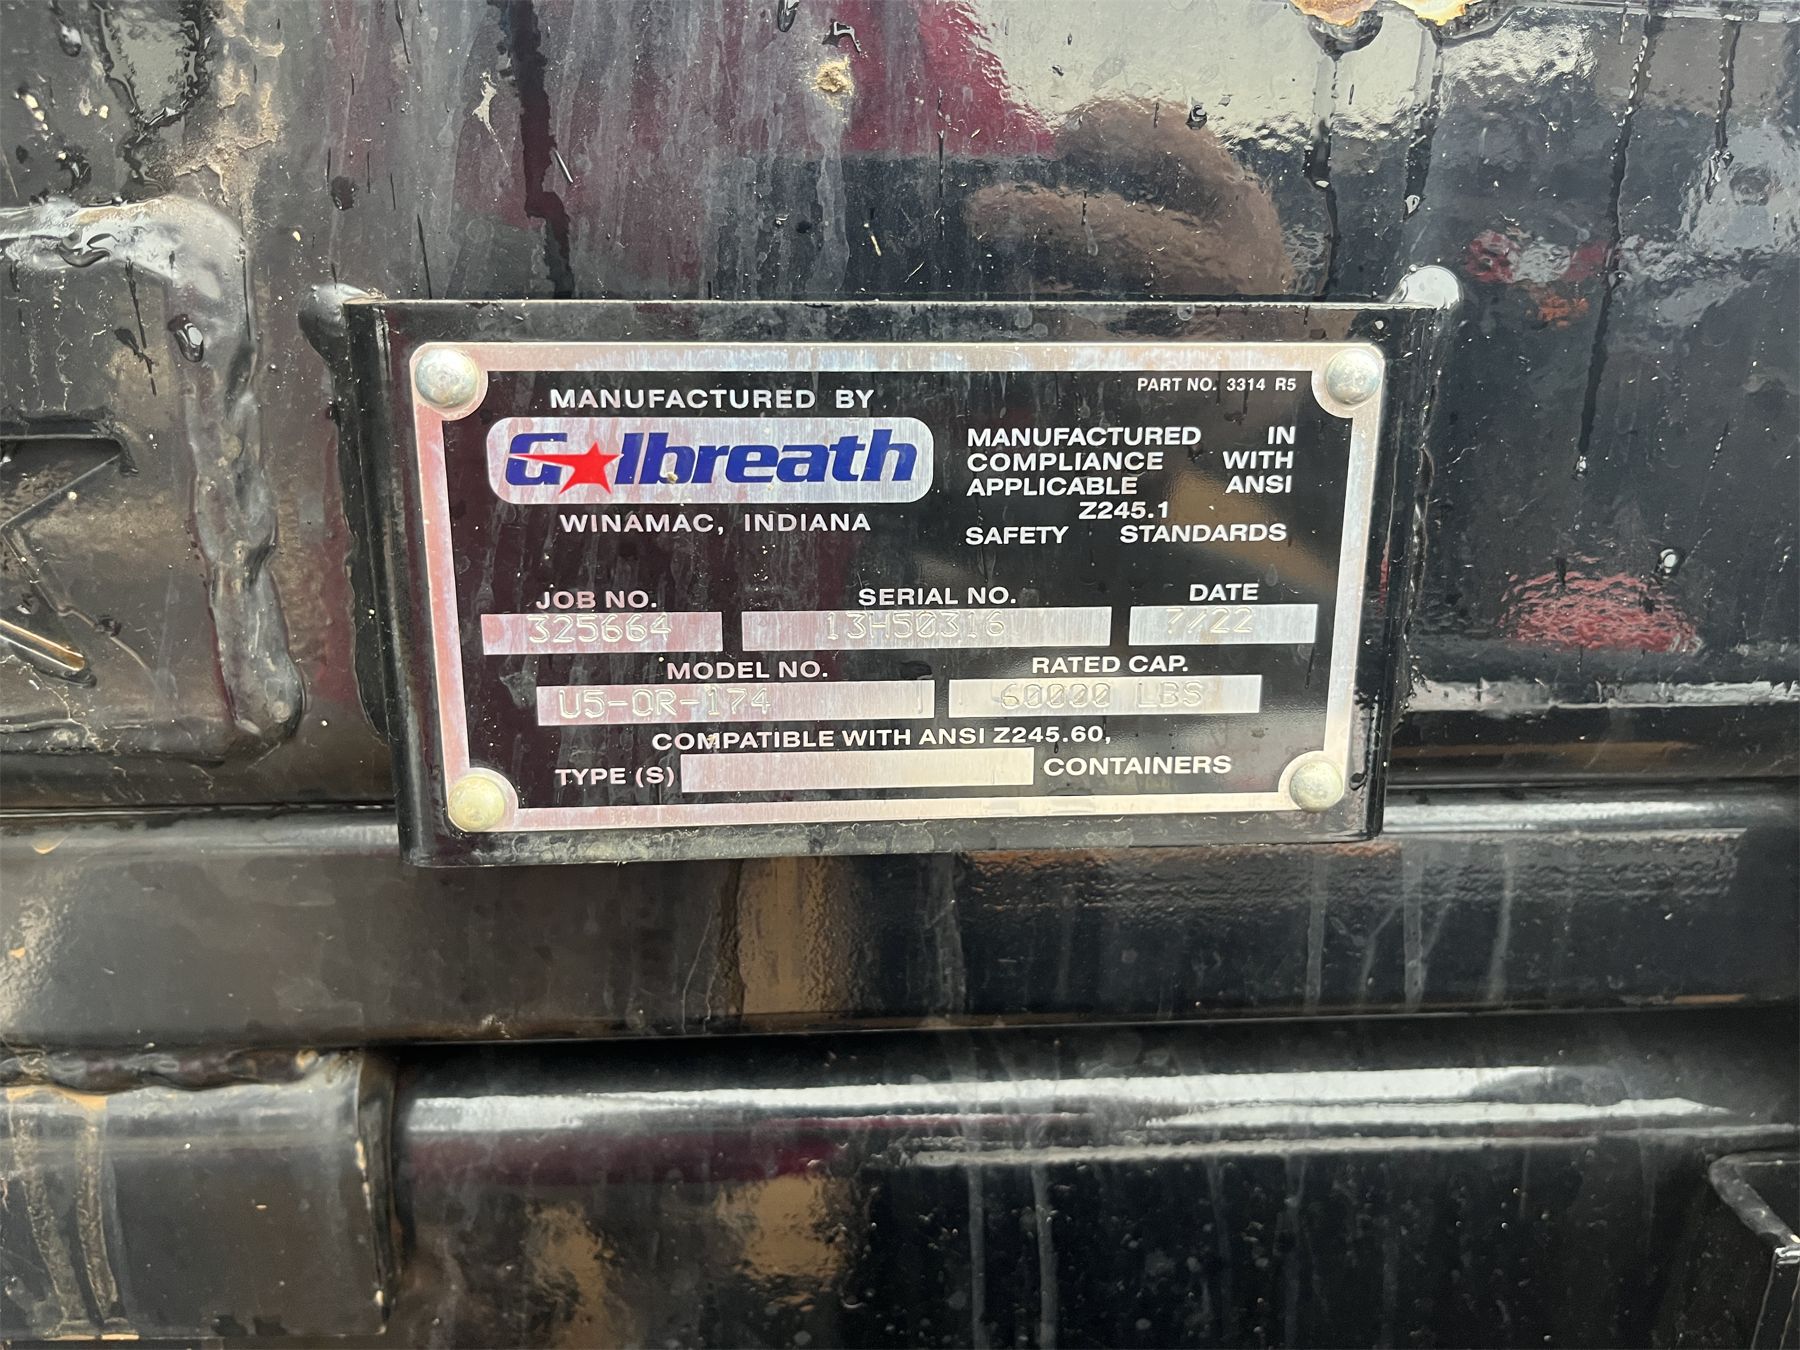 MANUFACTURED BY
PART NO. 3314 R5
Galbreath
WINAMAC, INDIANA
MANUFACTURED IN
COMPLIANCE WITH
APPLICABLE ANSI
Z245.1
SAFETY STANDARDS
JOB NO. SERIAL NO. DATE
325664 13H50316 7/22
MODEL NO. RATED CAP.
U5-OR-174 60000 LBS
COMPATIBLE WITH ANSI Z245.60,
TYPE (S) CONTAINERS